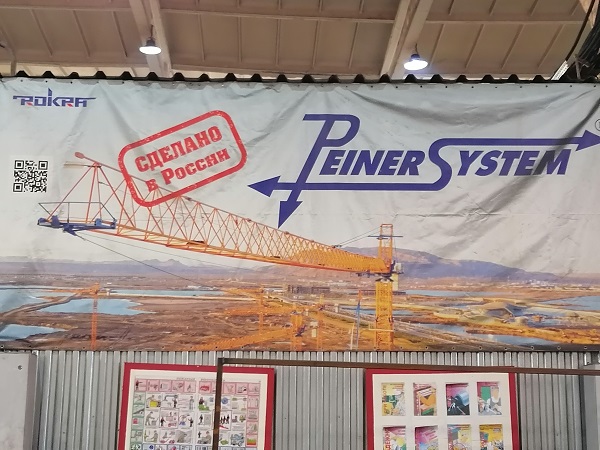 ROKRA
СДЕЛАНО
в России
PEINER SYSTEM
®